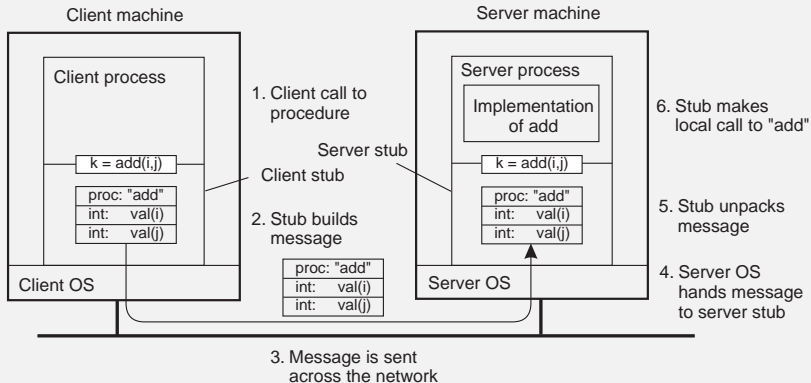 Client machine
Server machine
Client process
1. Client call to
procedure
Server process
Implementation
of add
6. Stub makes
local call to "add"
Server stub
k = add(i,j)
k = add(i,j)
Client stub
proc: "add"
int: val(i)
int: val(j)
2. Stub builds
message
proc: "add"
int: val(i)
int: val(j)
proc: "add"
int: val(i)
int: val(j)
5. Stub unpacks
message
Client OS
Server OS
4. Server OS
hands message
to server stub
3. Message is sent
across the network